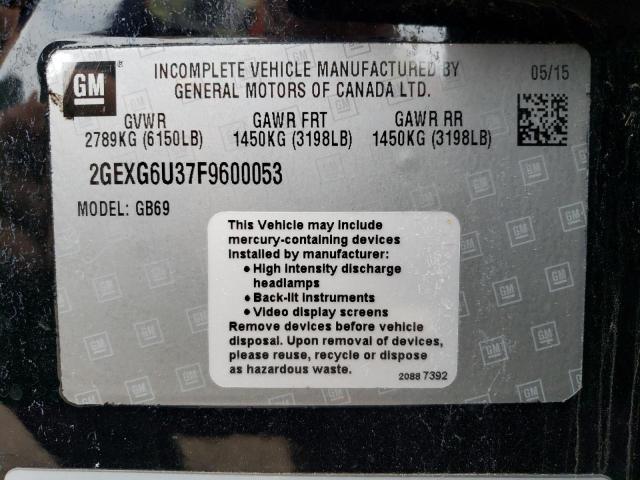 GM
INCOMPLETE VEHICLE MANUFACTURED BY
GENERAL MOTORS OF CANADA LTD.
05/15
GVWR GAWR FRT GAWR RR
2789KG (6150LB) 1450KG (3198LB) 1450KG (3198LB)
2GEXG6U37F9600053
MODEL: GB69
This Vehicle may include
mercury-containing devices
installed by manufacturer:
• High intensity discharge
headlamps
• Back-lit instruments
• Video display screens
Remove devices before vehicle
disposal. Upon removal of devices,
please reuse, recycle or dispose
as hazardous waste.
2088 7392